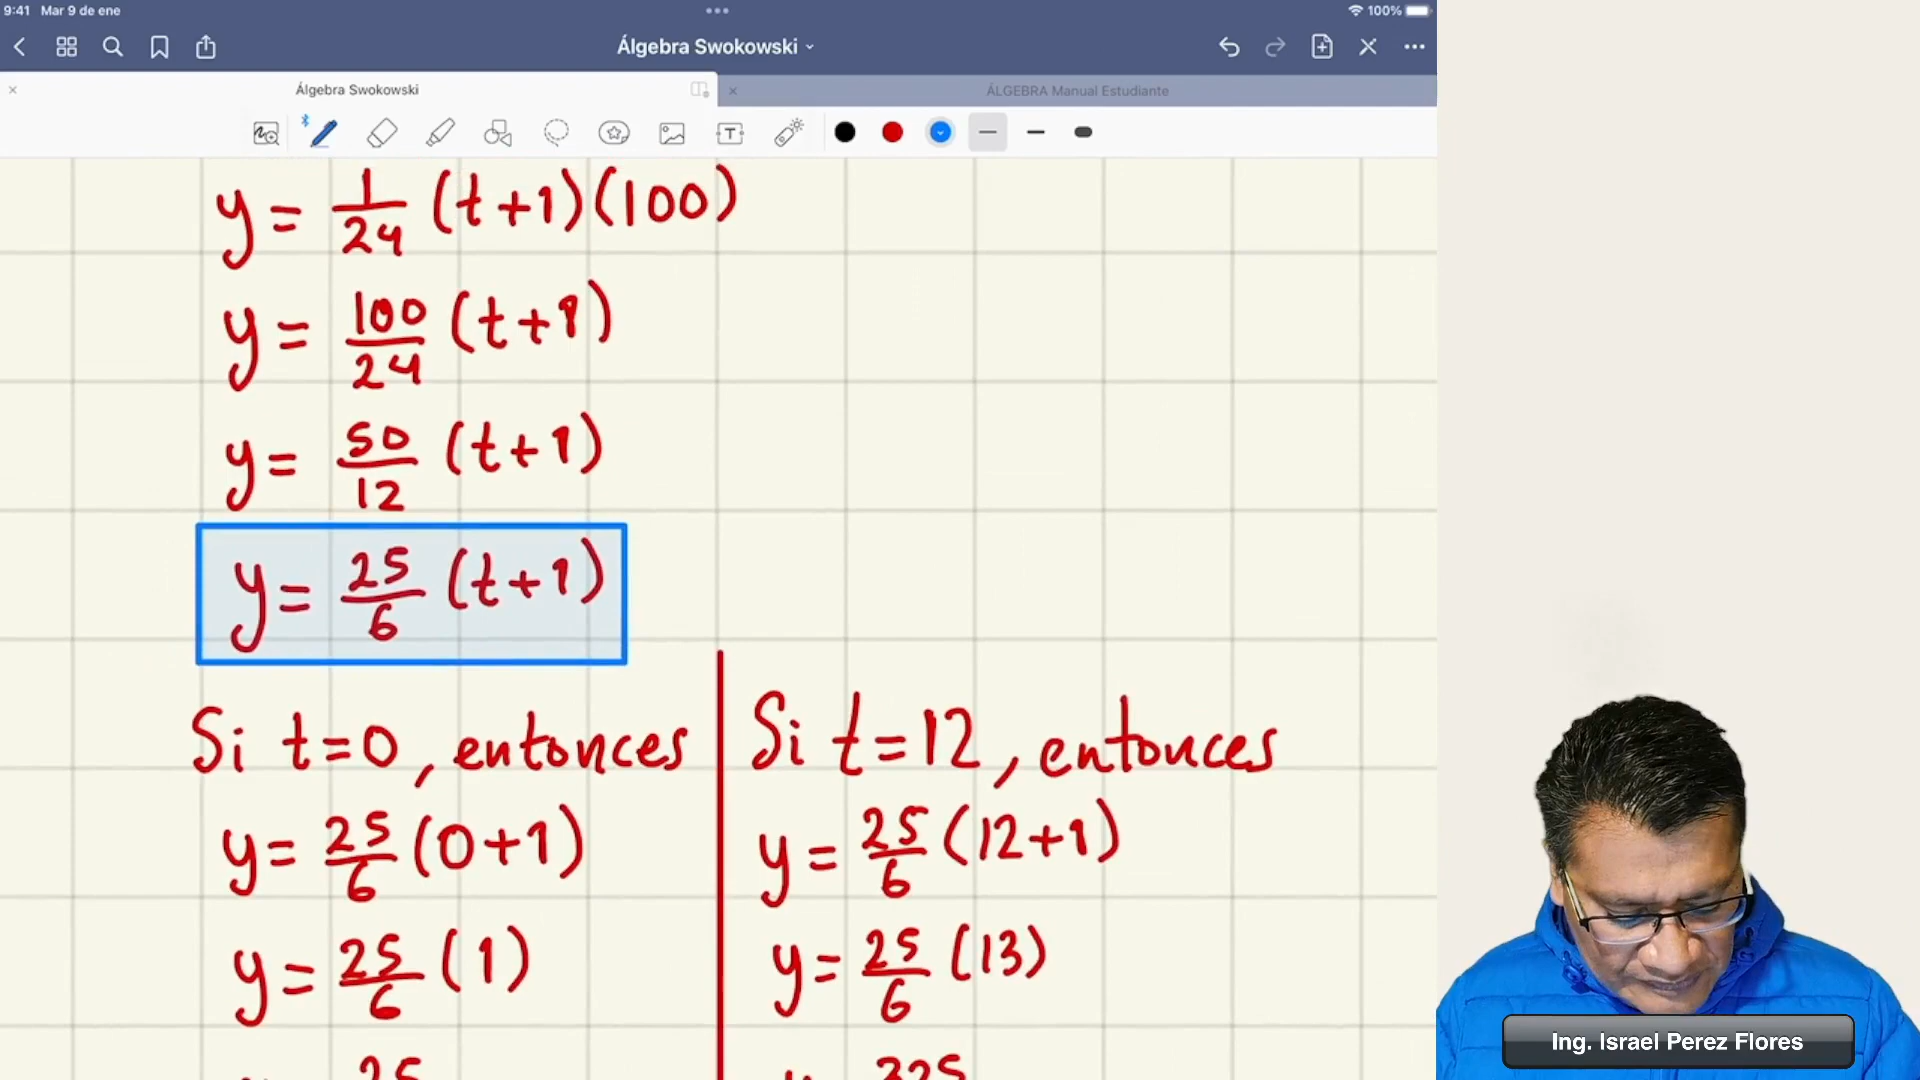 9:41 Mar 9 de ene
100%
Álgebra Swokowski
Álgebra Swokowski
ÁLGEBRA Manual Estudiante
T
y = 1/24 (t+1)(100)
y = 100/24 (t+1)
y = 50/12 (t+1)
y = 25/6 (t+1)
Si t=0, entonces
y = 25/6 (0+1)
y = 25/6 (1)
25
Si t=12, entonces
y = 25/6 (12+1)
y = 25/6 (13)
325
Ing. Israel Perez Flores